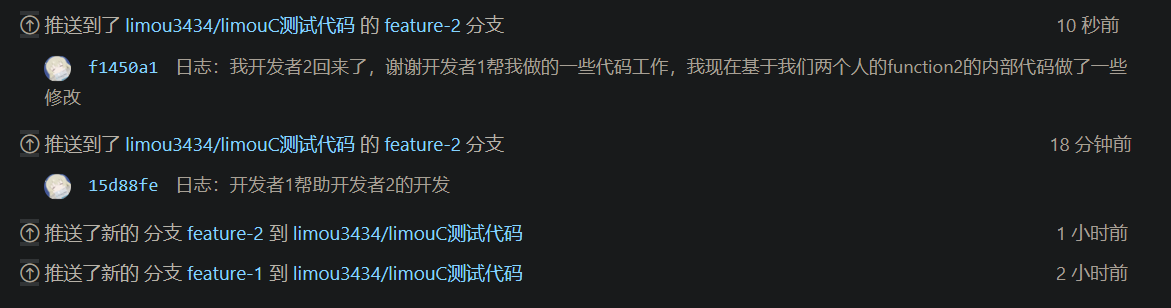 推送到了 limou3434/limouC测试代码 的 feature-2 分支 10 秒前
f1450a1 日志：我开发者2回来了，谢谢开发者1帮我做的一些代码工作，我现在基于我们两个人的function2的内部代码做了一些
修改
推送到了 limou3434/limouC测试代码 的 feature-2 分支 18 分钟前
15d88fe 日志：开发者1帮助开发者2的开发
推送了新的 分支 feature-2 到 limou3434/limouC测试代码 1 小时前
推送了新的 分支 feature-1 到 limou3434/limouC测试代码 2 小时前